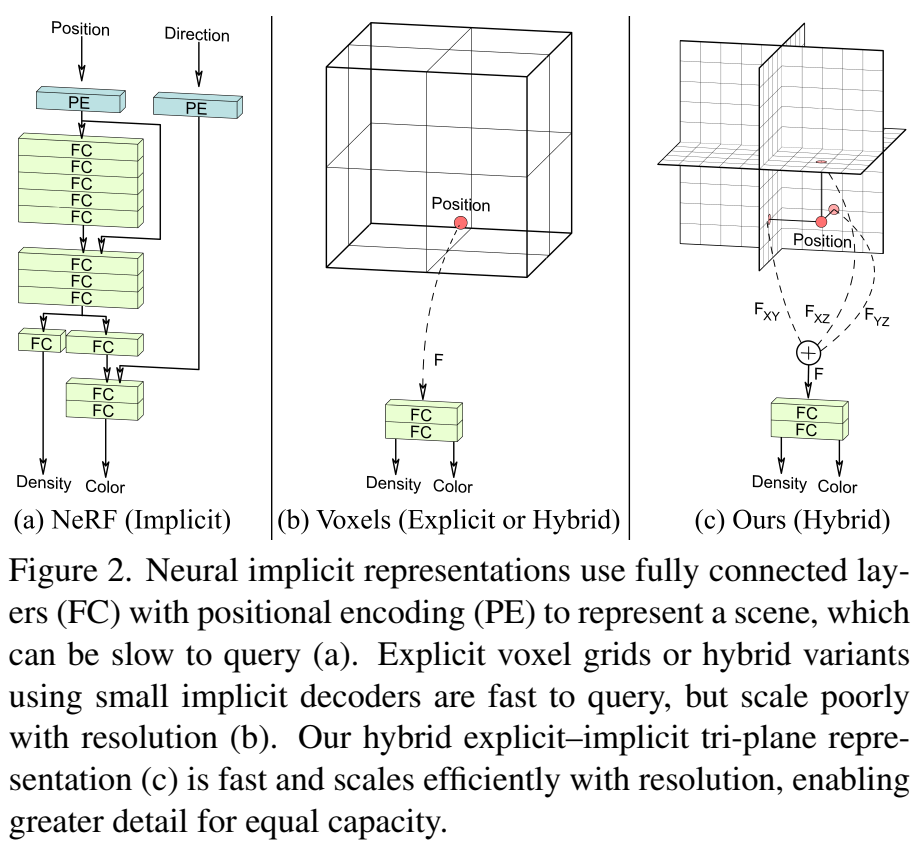 Position
Direction
PE
PE
FC
FC
FC
FC
FC
FC
FC
FC
FC
FC
FC
FC
Density
Color
(a) NeRF (Implicit)
Position
F
FC
FC
Density
Color
(b) Voxels (Explicit or Hybrid)
Position
F_XY
F_XZ
F_YZ
F
FC
FC
Density
Color
(c) Ours (Hybrid)
Figure 2. Neural implicit representations use fully connected lay-
ers (FC) with positional encoding (PE) to represent a scene, which
can be slow to query (a). Explicit voxel grids or hybrid variants
using small implicit decoders are fast to query, but scale poorly
with resolution (b). Our hybrid explicit–implicit tri-plane repre-
sentation (c) is fast and scales efficiently with resolution, enabling
greater detail for equal capacity.